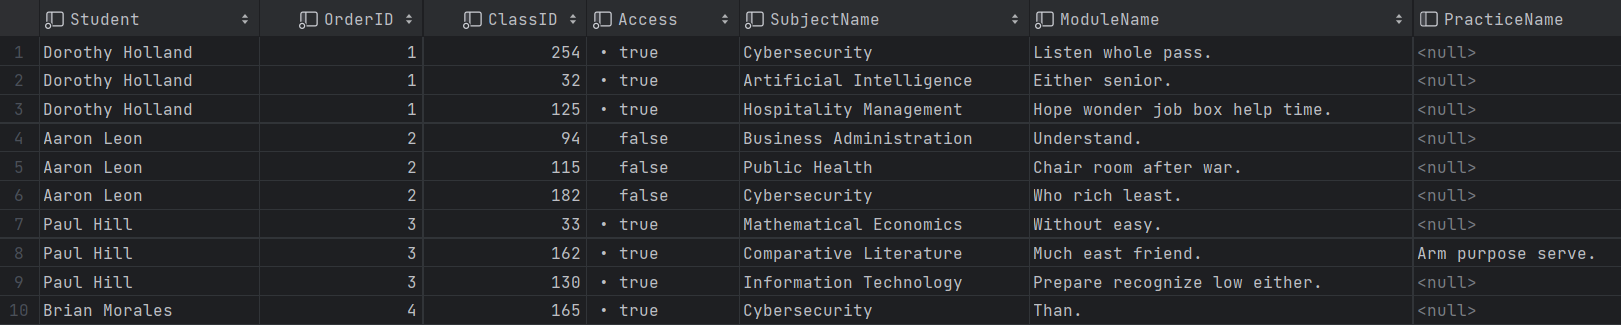 Student OrderID ClassID Access SubjectName ModuleName PracticeName
1 Dorothy Holland 1 254 • true Cybersecurity Listen whole pass. <null>
2 Dorothy Holland 1 32 • true Artificial Intelligence Either senior. <null>
3 Dorothy Holland 1 125 • true Hospitality Management Hope wonder job box help time. <null>
4 Aaron Leon 2 94 false Business Administration Understand. <null>
5 Aaron Leon 2 115 false Public Health Chair room after war. <null>
6 Aaron Leon 2 182 false Cybersecurity Who rich least. <null>
7 Paul Hill 3 33 • true Mathematical Economics Without easy. <null>
8 Paul Hill 3 162 • true Comparative Literature Much east friend. Arm purpose serve.
9 Paul Hill 3 130 • true Information Technology Prepare recognize low either. <null>
10 Brian Morales 4 165 • true Cybersecurity Than. <null>